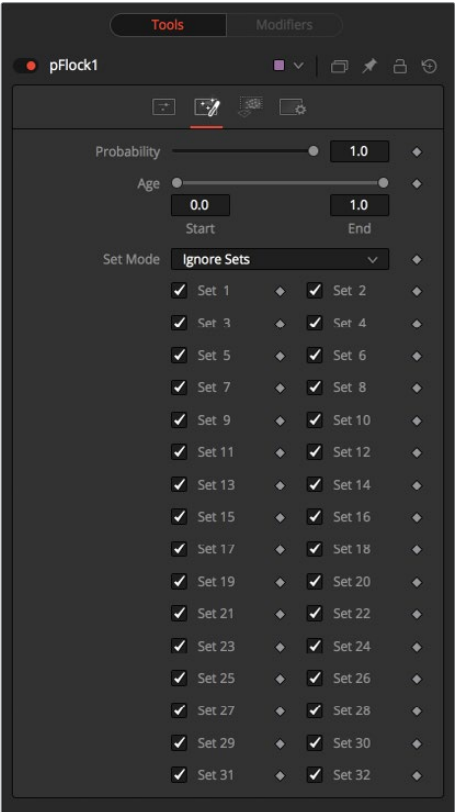 Tools Modifiers
pFlock1
Probability 1.0
Age
0.0 1.0
Start End
Set Mode Ignore Sets
Set 1 Set 2
Set 3 Set 4
Set 5 Set 6
Set 7 Set 8
Set 9 Set 10
Set 11 Set 12
Set 13 Set 14
Set 15 Set 16
Set 17 Set 18
Set 19 Set 20
Set 21 Set 22
Set 23 Set 24
Set 25 Set 26
Set 27 Set 28
Set 29 Set 30
Set 31 Set 32